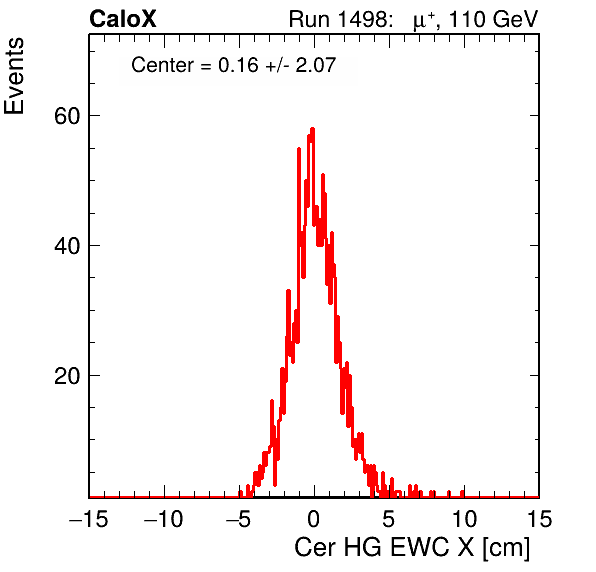 CaloX Run 1498: μ⁺, 110 GeV
Center = 0.16 +/- 2.07
Events
60
40
20
−15 −10 −5 0 5 10 15
Cer HG EWC X [cm]